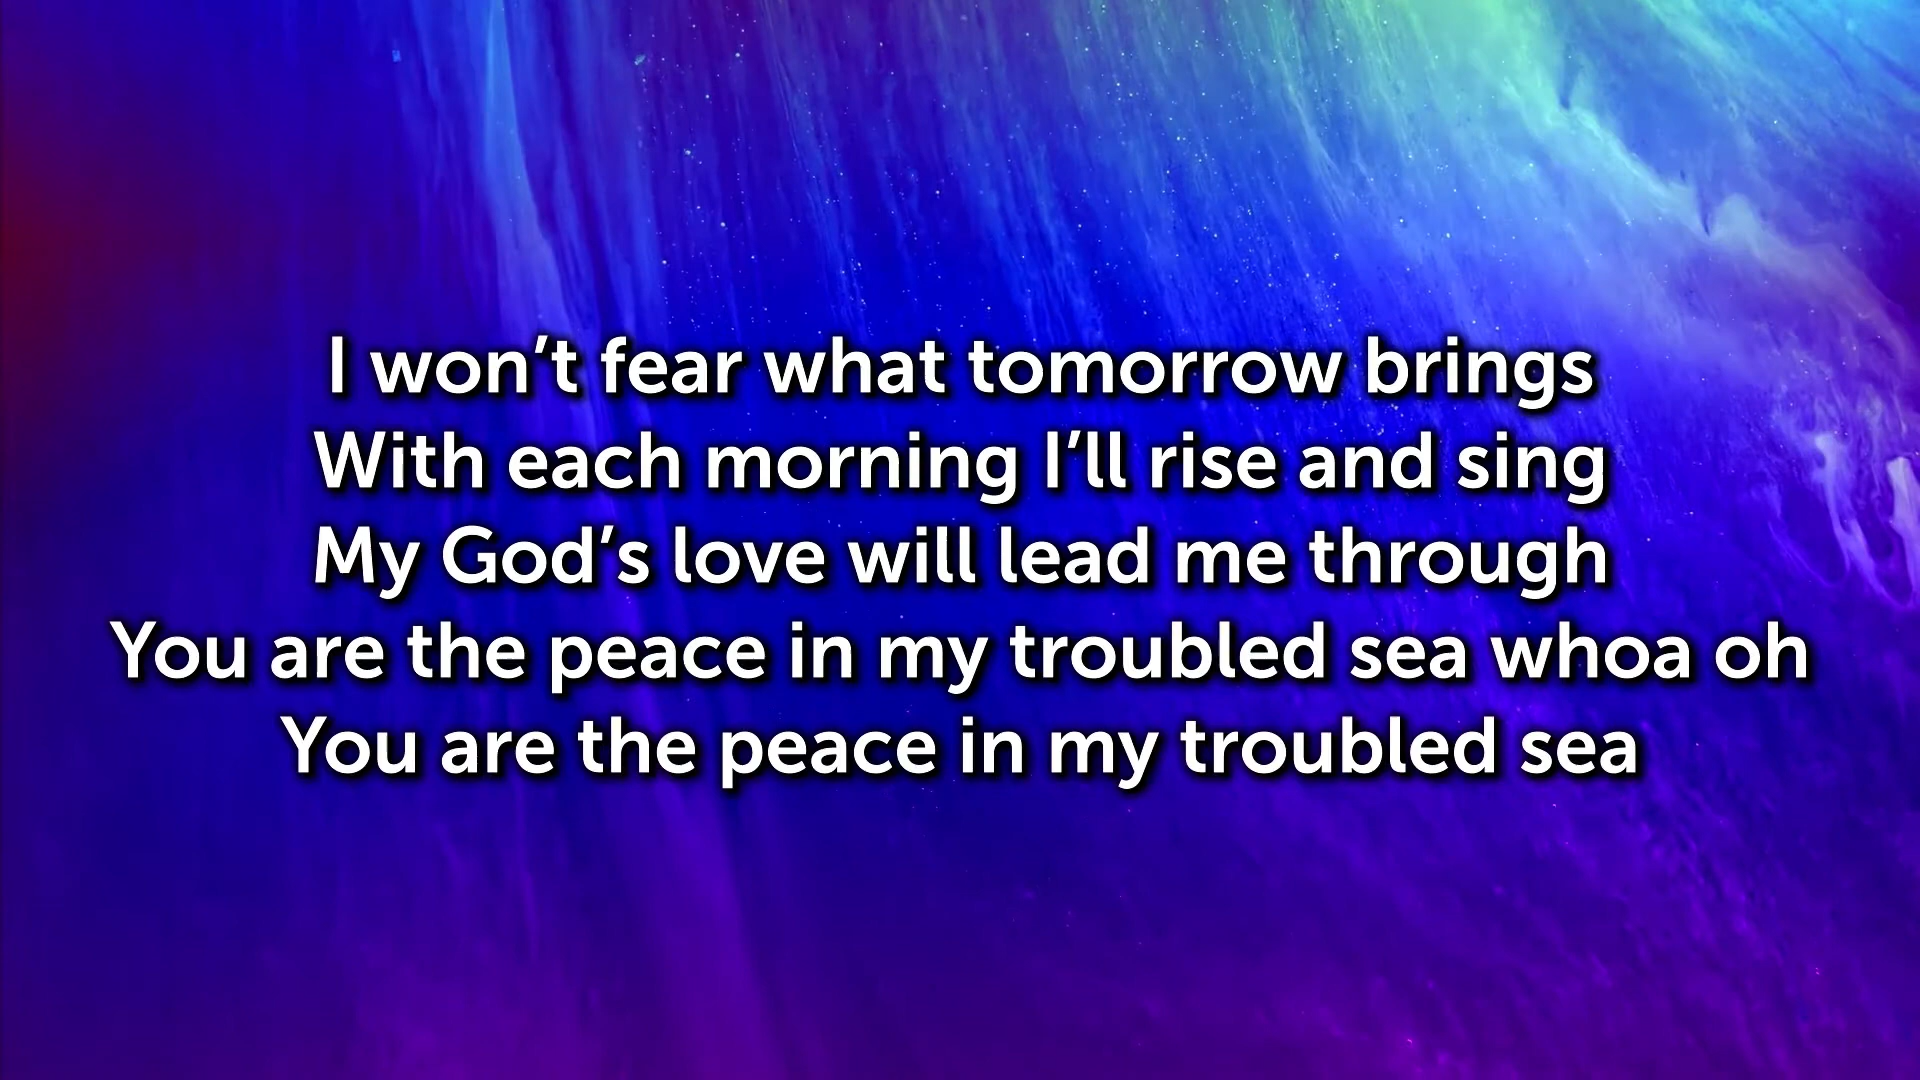 I won’t fear what tomorrow brings
With each morning I’ll rise and sing
My God’s love will lead me through
You are the peace in my troubled sea whoa oh
You are the peace in my troubled sea